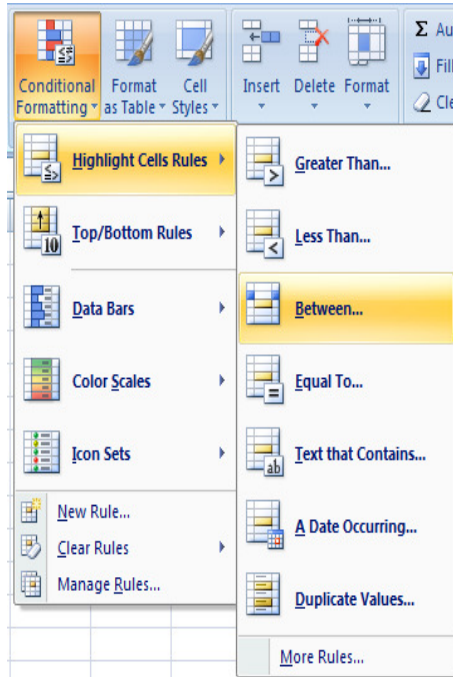 Conditional Formatting
Format as Table
Cell Styles
Insert
Delete
Format
Σ Au
Fill
Cle
Highlight Cells Rules
Top/Bottom Rules
Data Bars
Color Scales
Icon Sets
New Rule...
Clear Rules
Manage Rules...
Greater Than...
Less Than...
Between...
Equal To...
Text that Contains...
A Date Occurring...
Duplicate Values...
More Rules...